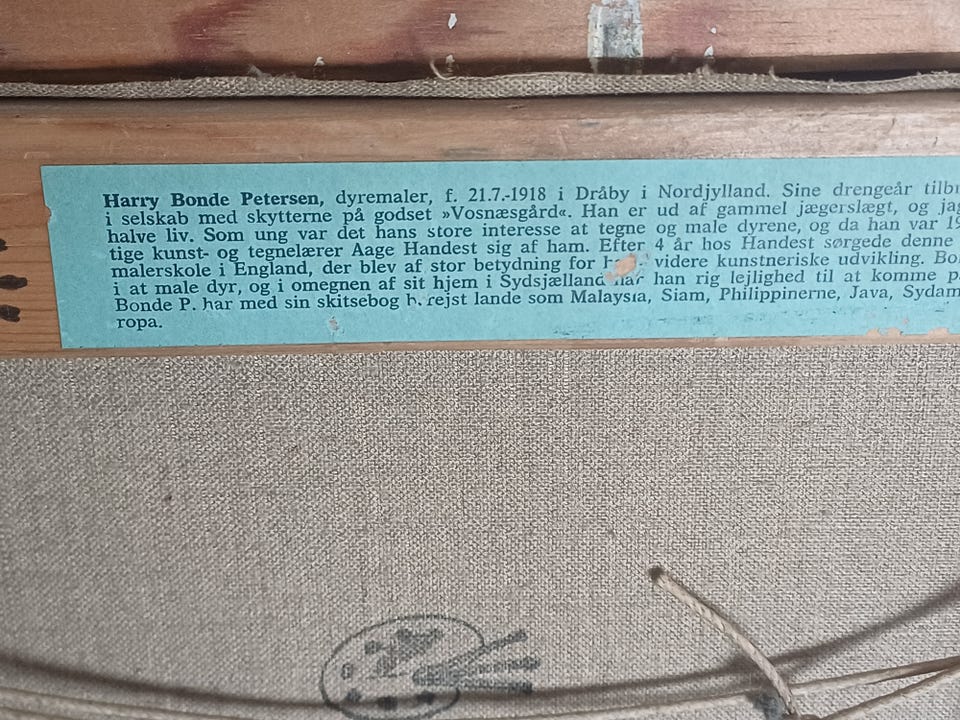 Harry Bonde Petersen, dyremaler, f. 21.7.-1918 i Dråby i Nordjylland. Sine drengeår tilbr
i selskab med skytterne på godset »Vosnæsgård«. Han er ud af gammel jægerslægt, og jag
halve liv. Som ung var det hans store interesse at tegne og male dyrene, og da han var 19
tige kunst- og tegnelærer Aage Handest sig af ham. Efter 4 år hos Handest sørgede denne
malerskole i England, der blev af stor betydning for videre kunstneriske udvikling. Bo
i at male dyr, og i omegnen af sit hjem i Sydsjælland har han rig lejlighed til at komme p
Bonde P. har med sin skitsebog rejst lande som Malaysia, Siam, Philippinerne, Java, Sydam
ropa.